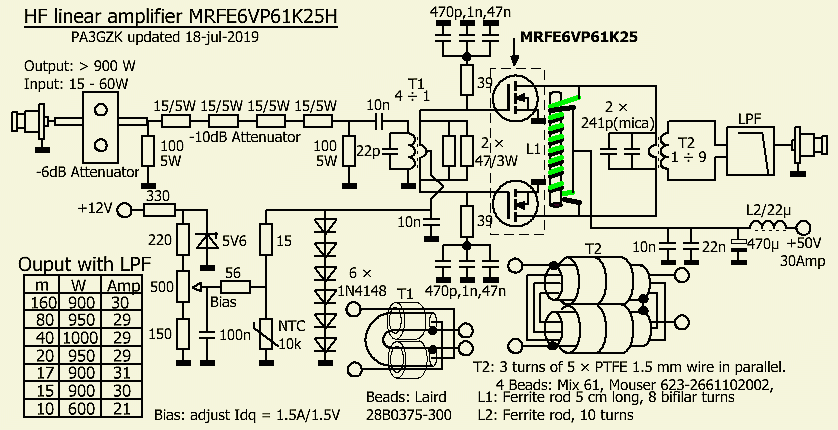 HF linear amplifier MRFE6VP61K25H
PA3GZK updated 18-jul-2019
Output: > 900 W
Input: 15 - 60W
470p,1n,47n
MRFE6VP61K25
39
T1
4 ÷ 1
15/5W 15/5W 15/5W 15/5W
-10dB Attenuator
10n
100
5W
-6dB Attenuator
100
5W
22p
2 ×
47/3W
L1
2 ×
241p(mica)
T2
1 ÷ 9
LPF
+12V
330
220
5V6
15
10n
39
470p,1n,47n
10n
22n
470µ
L2/22µ
+50V
30Amp
500
56
Bias
150
100n
NTC
10k
6 ×
1N4148
T1
T2
Ouput with LPF
m W Amp
160 900 30
80 950 29
40 1000 29
20 950 29
17 900 31
15 900 30
10 600 21
Bias: adjust Idq = 1.5A/1.5V
Beads: Laird
28B0375-300
T2: 3 turns of 5 × PTFE 1.5 mm wire in parallel.
4 Beads: Mix 61, Mouser 623-2661102002,
L1: Ferrite rod 5 cm long, 8 bifilar turns
L2: Ferrite rod, 10 turns